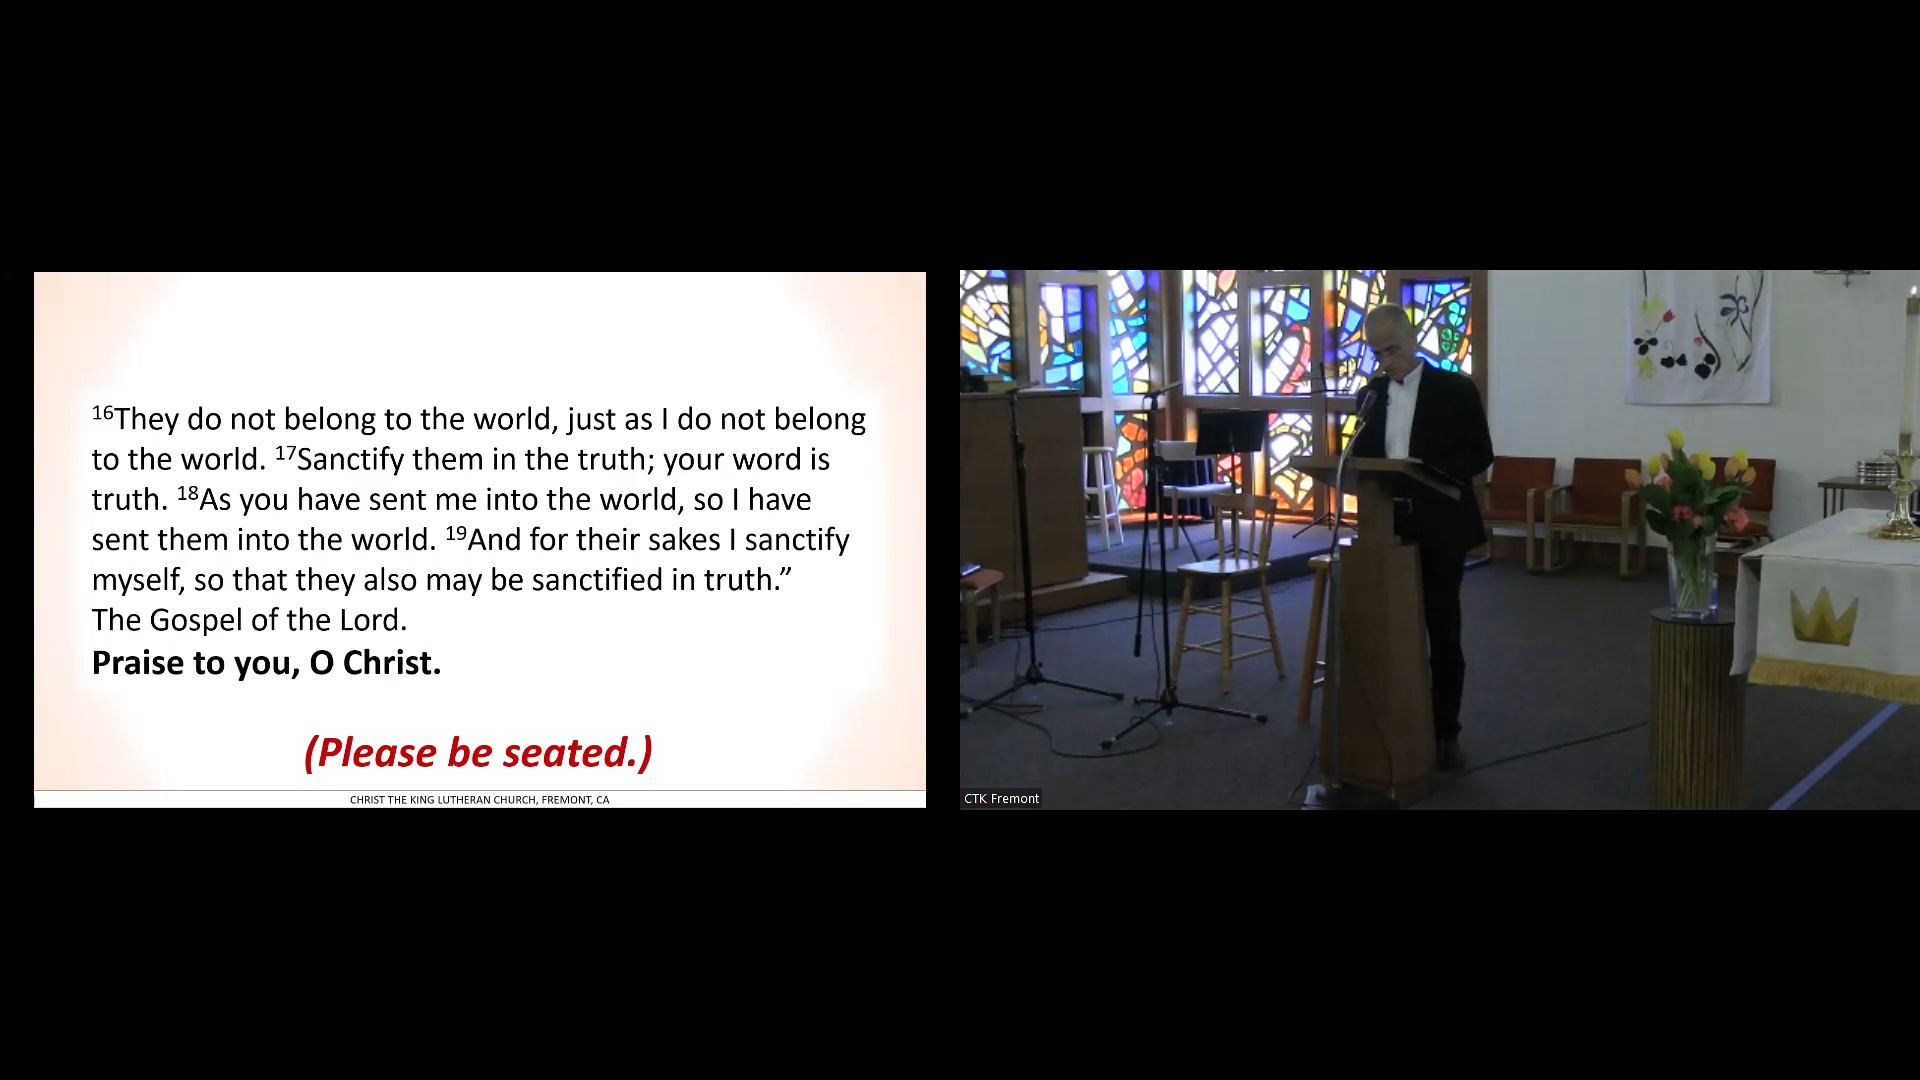 ¹⁶They do not belong to the world, just as I do not belong
to the world. ¹⁷Sanctify them in the truth; your word is
truth. ¹⁸As you have sent me into the world, so I have
sent them into the world. ¹⁹And for their sakes I sanctify
myself, so that they also may be sanctified in truth.”
The Gospel of the Lord.
Praise to you, O Christ.
(Please be seated.)
CHRIST THE KING LUTHERAN CHURCH, FREMONT, CA
CTK Fremont